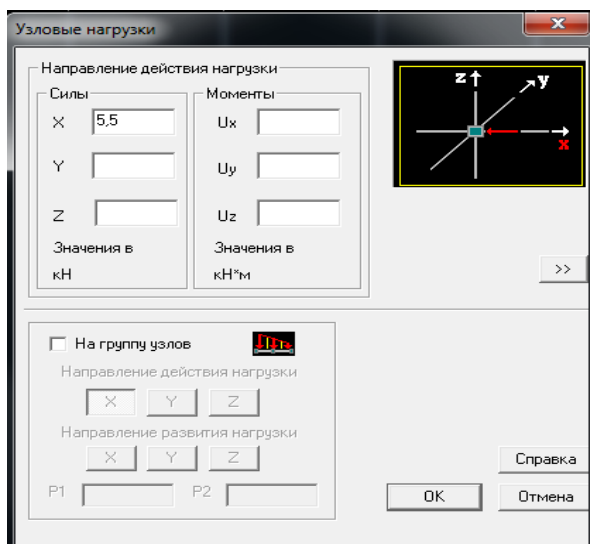 Узловые нагрузки
Направление действия нагрузки
Силы
X 5,5
Y
Z
Значения в
кН
Моменты
Ux
Uy
Uz
Значения в
кН*м
z y
x
>>
На группу узлов
Направление действия нагрузки
X Y Z
Направление развития нагрузки
X Y Z
P1 P2
Справка
OK Отмена